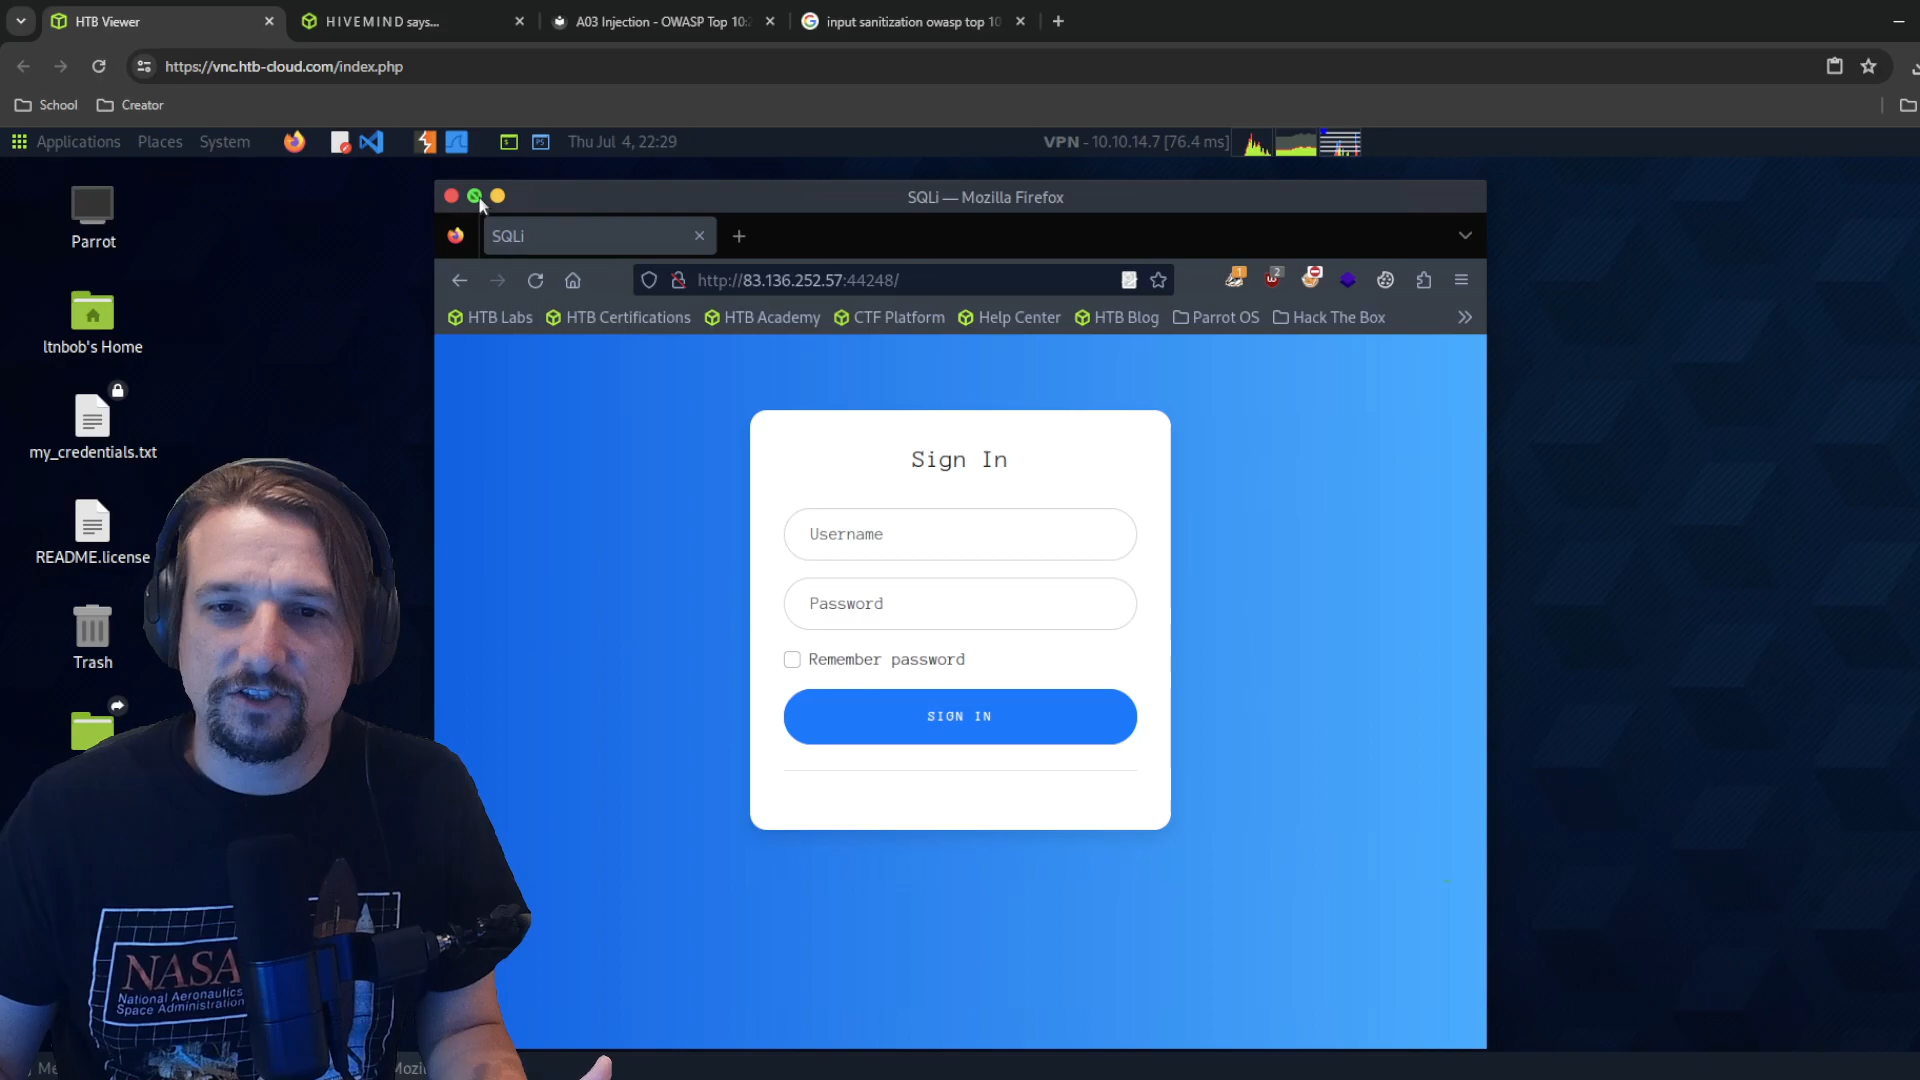 HTB Viewer
H I V E M I N D says...
A03 Injection - OWASP Top 10:2
input sanitization owasp top 10
https://vnc.htb-cloud.com/index.php
School
Creator
Applications
Places
System
Thu Jul 4, 22:29
VPN - 10.10.14.7 [76.4 ms]
Parrot
ltnbob's Home
my_credentials.txt
README.license
Trash
SQLi — Mozilla Firefox
SQLi
http://83.136.252.57:44248/
1
2
HTB Labs
HTB Certifications
HTB Academy
CTF Platform
Help Center
HTB Blog
Parrot OS
Hack The Box
Sign In
Username
Password
Remember password
SIGN IN
NASA
National Aeronautics
Space Administration